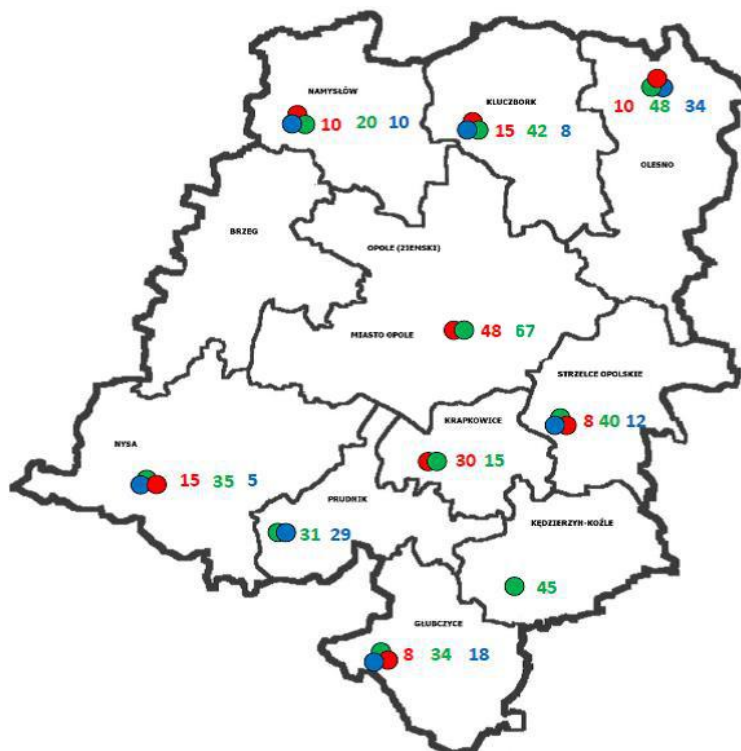 NAMYSŁÓW
10 20 10
KLUCZBORK
15 42 8
10 48 34
OLESNO
BRZEG
OPOLE (ZIEMSKI)
MIASTO OPOLE
48 67
STRZELCE OPOLSKIE
8 40 12
KRAPKOWICE
30 15
NYSA
15 35 5
PRUDNIK
31 29
KĘDZIERZYN-KOŹLE
45
GŁUBCZYCE
8 34 18